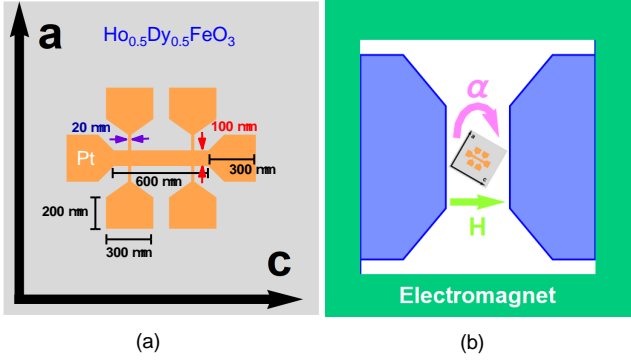 a
Ho0.5Dy0.5FeO3
20 nm
100 nm
Pt
300 nm
600 nm
200 nm
300 nm
c
(a)
α
a
c
H
Electromagnet
(b)